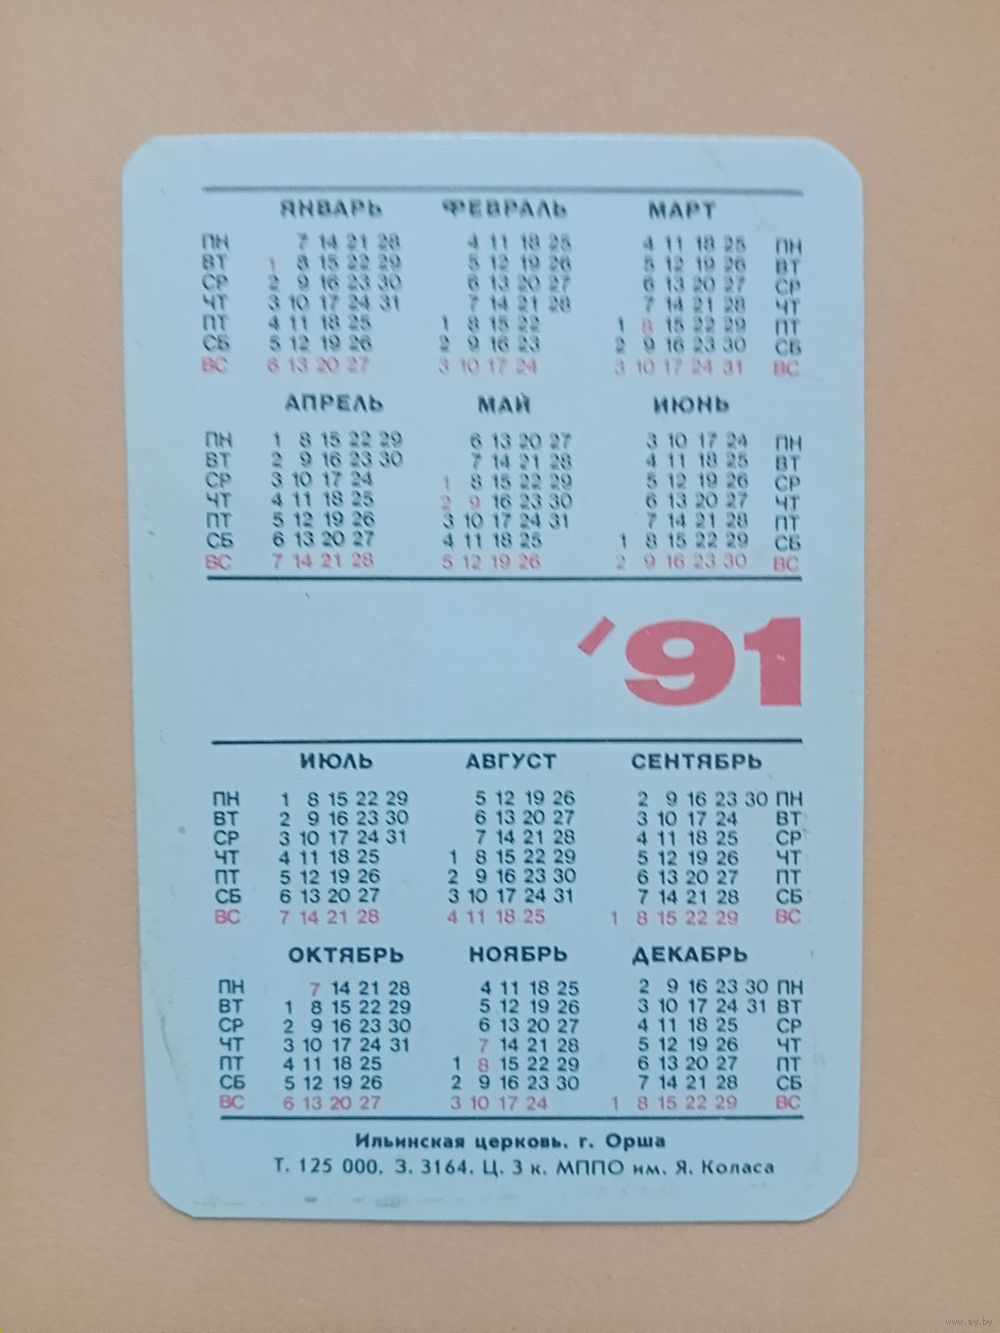 ЯНВАРЬ ФЕВРАЛЬ МАРТ
ПН 7 14 21 28 4 11 18 25 4 11 18 25 ПН
ВТ 1 8 15 22 29 5 12 19 26 5 12 19 26 ВТ
СР 2 9 16 23 30 6 13 20 27 6 13 20 27 СР
ЧТ 3 10 17 24 31 7 14 21 28 7 14 21 28 ЧТ
ПТ 4 11 18 25 1 8 15 22 1 8 15 22 29 ПТ
СБ 5 12 19 26 2 9 16 23 2 9 16 23 30 СБ
ВС 6 13 20 27 3 10 17 24 3 10 17 24 31 ВС
АПРЕЛЬ МАЙ ИЮНЬ
ПН 1 8 15 22 29 6 13 20 27 3 10 17 24 ПН
ВТ 2 9 16 23 30 7 14 21 28 4 11 18 25 ВТ
СР 3 10 17 24 1 8 15 22 29 5 12 19 26 СР
ЧТ 4 11 18 25 2 9 16 23 30 6 13 20 27 ЧТ
ПТ 5 12 19 26 3 10 17 24 31 7 14 21 28 ПТ
СБ 6 13 20 27 4 11 18 25 1 8 15 22 29 СБ
ВС 7 14 21 28 5 12 19 26 2 9 16 23 30 ВС
'91
ИЮЛЬ АВГУСТ СЕНТЯБРЬ
ПН 1 8 15 22 29 5 12 19 26 2 9 16 23 30 ПН
ВТ 2 9 16 23 30 6 13 20 27 3 10 17 24 ВТ
СР 3 10 17 24 31 7 14 21 28 4 11 18 25 СР
ЧТ 4 11 18 25 1 8 15 22 29 5 12 19 26 ЧТ
ПТ 5 12 19 26 2 9 16 23 30 6 13 20 27 ПТ
СБ 6 13 20 27 3 10 17 24 31 7 14 21 28 СБ
ВС 7 14 21 28 4 11 18 25 1 8 15 22 29 ВС
ОКТЯБРЬ НОЯБРЬ ДЕКАБРЬ
ПН 7 14 21 28 4 11 18 25 2 9 16 23 30 ПН
ВТ 1 8 15 22 29 5 12 19 26 3 10 17 24 31 ВТ
СР 2 9 16 23 30 6 13 20 27 4 11 18 25 СР
ЧТ 3 10 17 24 31 7 14 21 28 5 12 19 26 ЧТ
ПТ 4 11 18 25 1 8 15 22 29 6 13 20 27 ПТ
СБ 5 12 19 26 2 9 16 23 30 7 14 21 28 СБ
ВС 6 13 20 27 3 10 17 24 1 8 15 22 29 ВС
Ильинская церковь. г. Орша
Т. 125 000. З. 3164. Ц. 3 к. МППО им. Я. Коласа
www.ay.by